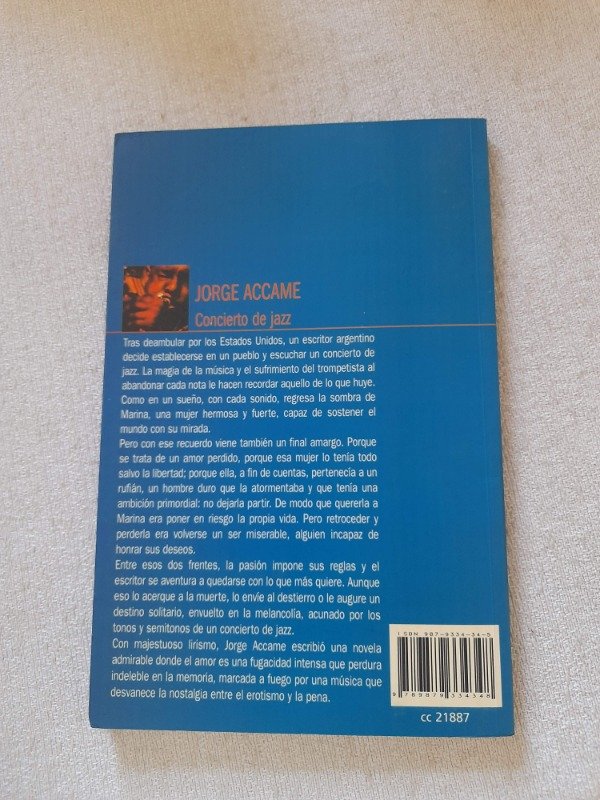 JORGE ACCAME
Concierto de jazz
Tras deambular por los Estados Unidos, un escritor argentino
decide establecerse en un pueblo y escuchar un concierto de
jazz. La magia de la música y el sufrimiento del trompetista al
abandonar cada nota le hacen recordar aquello de lo que huye.
Como en un sueño, con cada sonido, regresa la sombra de
Marina, una mujer hermosa y fuerte, capaz de sostener el
mundo con su mirada.
Pero con ese recuerdo viene también un final amargo. Porque
se trata de un amor perdido, porque esa mujer lo tenía todo
salvo la libertad; porque ella, a fin de cuentas, pertenecía a un
rufián, un hombre duro que la atormentaba y que tenía una
ambición primordial: no dejarla partir. De modo que quererla a
Marina era poner en riesgo la propia vida. Pero retroceder y
perderla era volverse un ser miserable, alguien incapaz de
honrar sus deseos.
Entre esos dos frentes, la pasión impone sus reglas y el
escritor se aventura a quedarse con lo que más quiere. Aunque
eso lo acerque a la muerte, lo envíe al destierro o le augure un
destino solitario, envuelto en la melancolía, acunado por los
tonos y semitonos de un concierto de jazz.
Con majestuoso lirismo, Jorge Accame escribió una novela
admirable donde el amor es una fugacidad intensa que perdura
indeleble en la memoria, marcada a fuego por una música que
desvanece la nostalgia entre el erotismo y la pena.
ISBN 987-9334-34-5
9 789879 334348
cc 21887